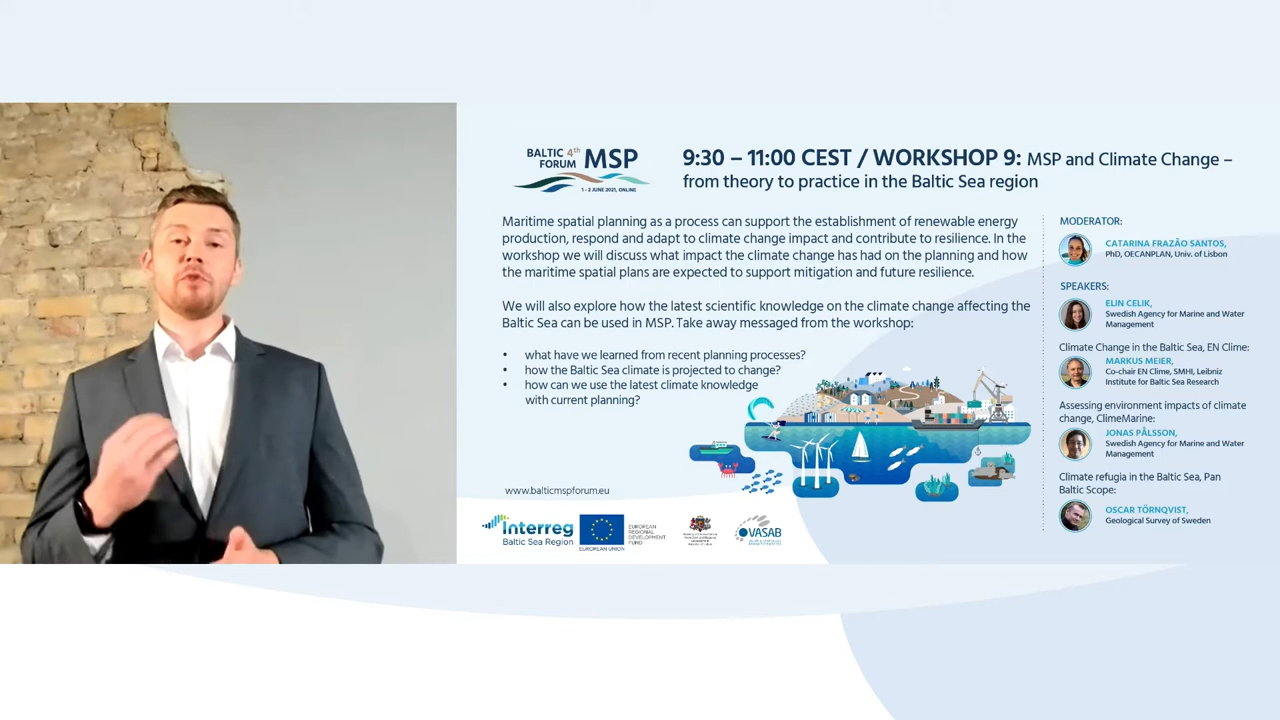 BALTIC 4th
FORUM MSP
1 - 2 JUNE 2021, ONLINE
9:30 – 11:00 CEST / WORKSHOP 9: MSP and Climate Change –
from theory to practice in the Baltic Sea region
Maritime spatial planning as a process can support the establishment of renewable energy
production, respond and adapt to climate change impact and contribute to resilience. In the
workshop we will discuss what impact the climate change has had on the planning and how
the maritime spatial plans are expected to support mitigation and future resilience.
We will also explore how the latest scientific knowledge on the climate change affecting the
Baltic Sea can be used in MSP. Take away messaged from the workshop:
• what have we learned from recent planning processes?
• how the Baltic Sea climate is projected to change?
• how can we use the latest climate knowledge
with current planning?
www.balticmspforum.eu
Interreg
Baltic Sea Region
EUROPEAN UNION
EUROPEAN
REGIONAL
DEVELOPMENT
FUND
VASAB
MODERATOR:
CATARINA FRAZÃO SANTOS,
PhD, OECANPLAN, Univ. of Lisbon
SPEAKERS:
ELIN CELIK,
Swedish Agency for Marine and Water
Management
Climate Change in the Baltic Sea, EN Clime:
MARKUS MEIER,
Co-chair EN Clime, SMHI, Leibniz
Institute for Baltic Sea Research
Assessing environment impacts of climate
change, ClimeMarine:
JONAS PÅLSSON,
Swedish Agency for Marine and Water
Management
Climate refugia in the Baltic Sea, Pan
Baltic Scope:
OSCAR TÖRNQVIST,
Geological Survey of Sweden